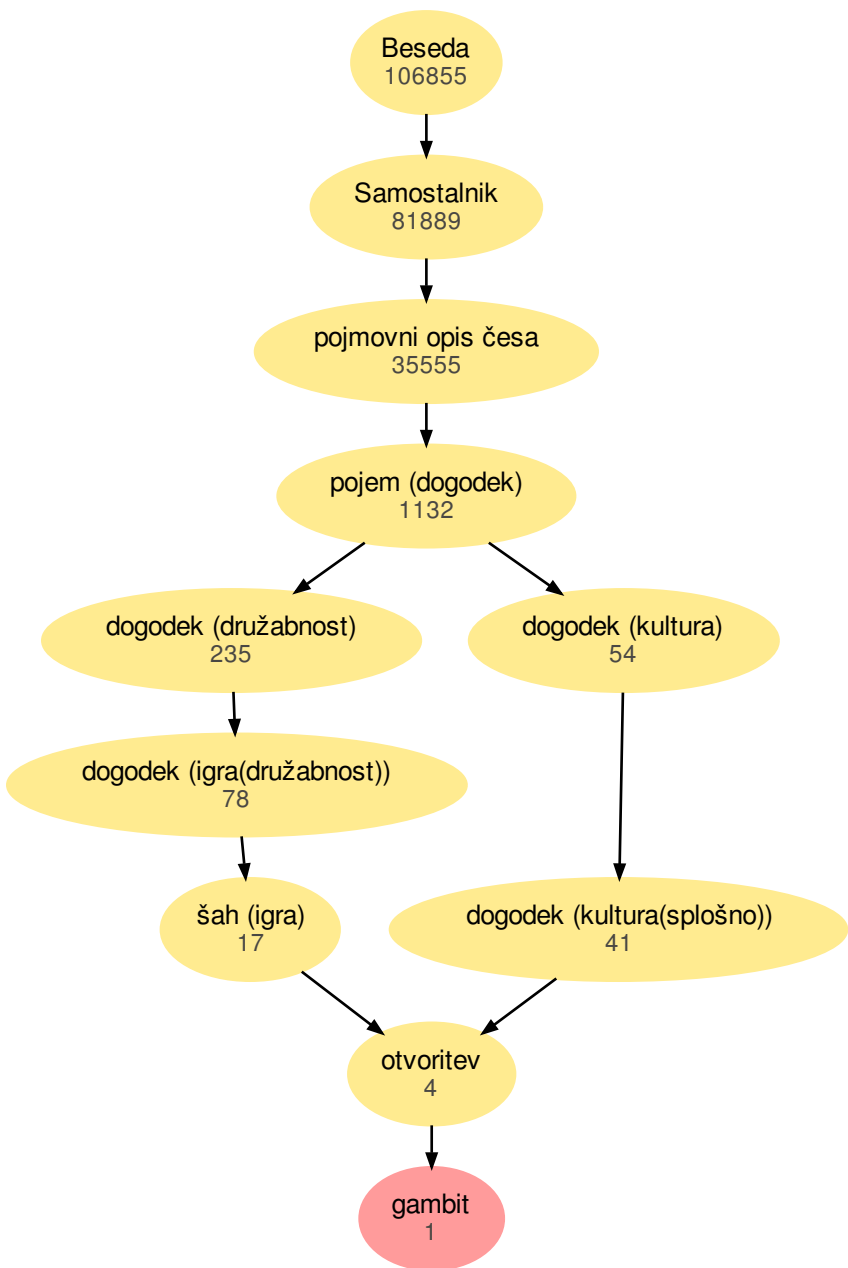 Beseda
106855
Samostalnik
81889
pojmovni opis česa
35555
pojem (dogodek)
1132
dogodek (družabnost)
235
dogodek (kultura)
54
dogodek (igra(družabnost))
78
šah (igra)
17
dogodek (kultura(splošno))
41
otvoritev
4
gambit
1